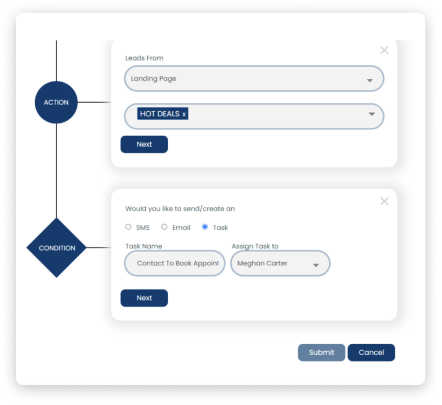 Leads From
Landing Page
ACTION
HOT DEALS x
Next
Would you like to send/create an
SMS Email Task
CONDITION
Task Name Assign Task to
Contact To Book Appoint Meghan Carter
Next
Submit Cancel